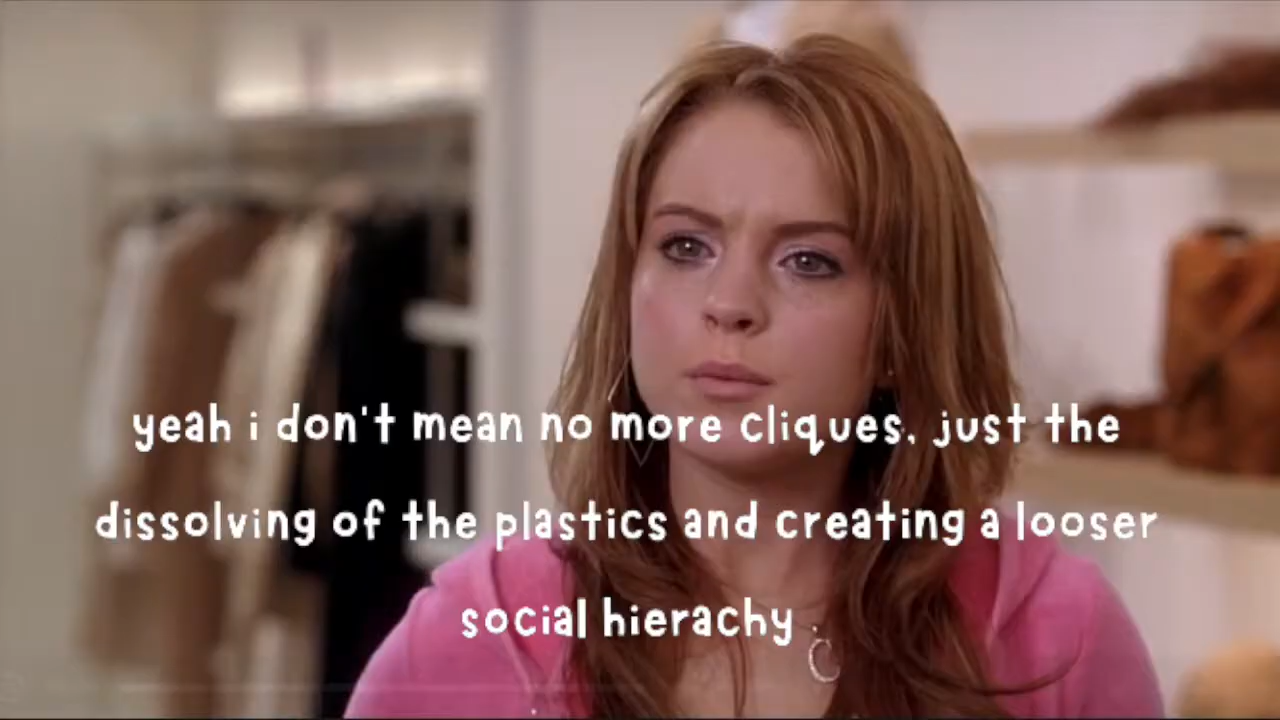 yeah i don't mean no more cliques, just the
dissolving of the plastics and creating a looser
social hierachy